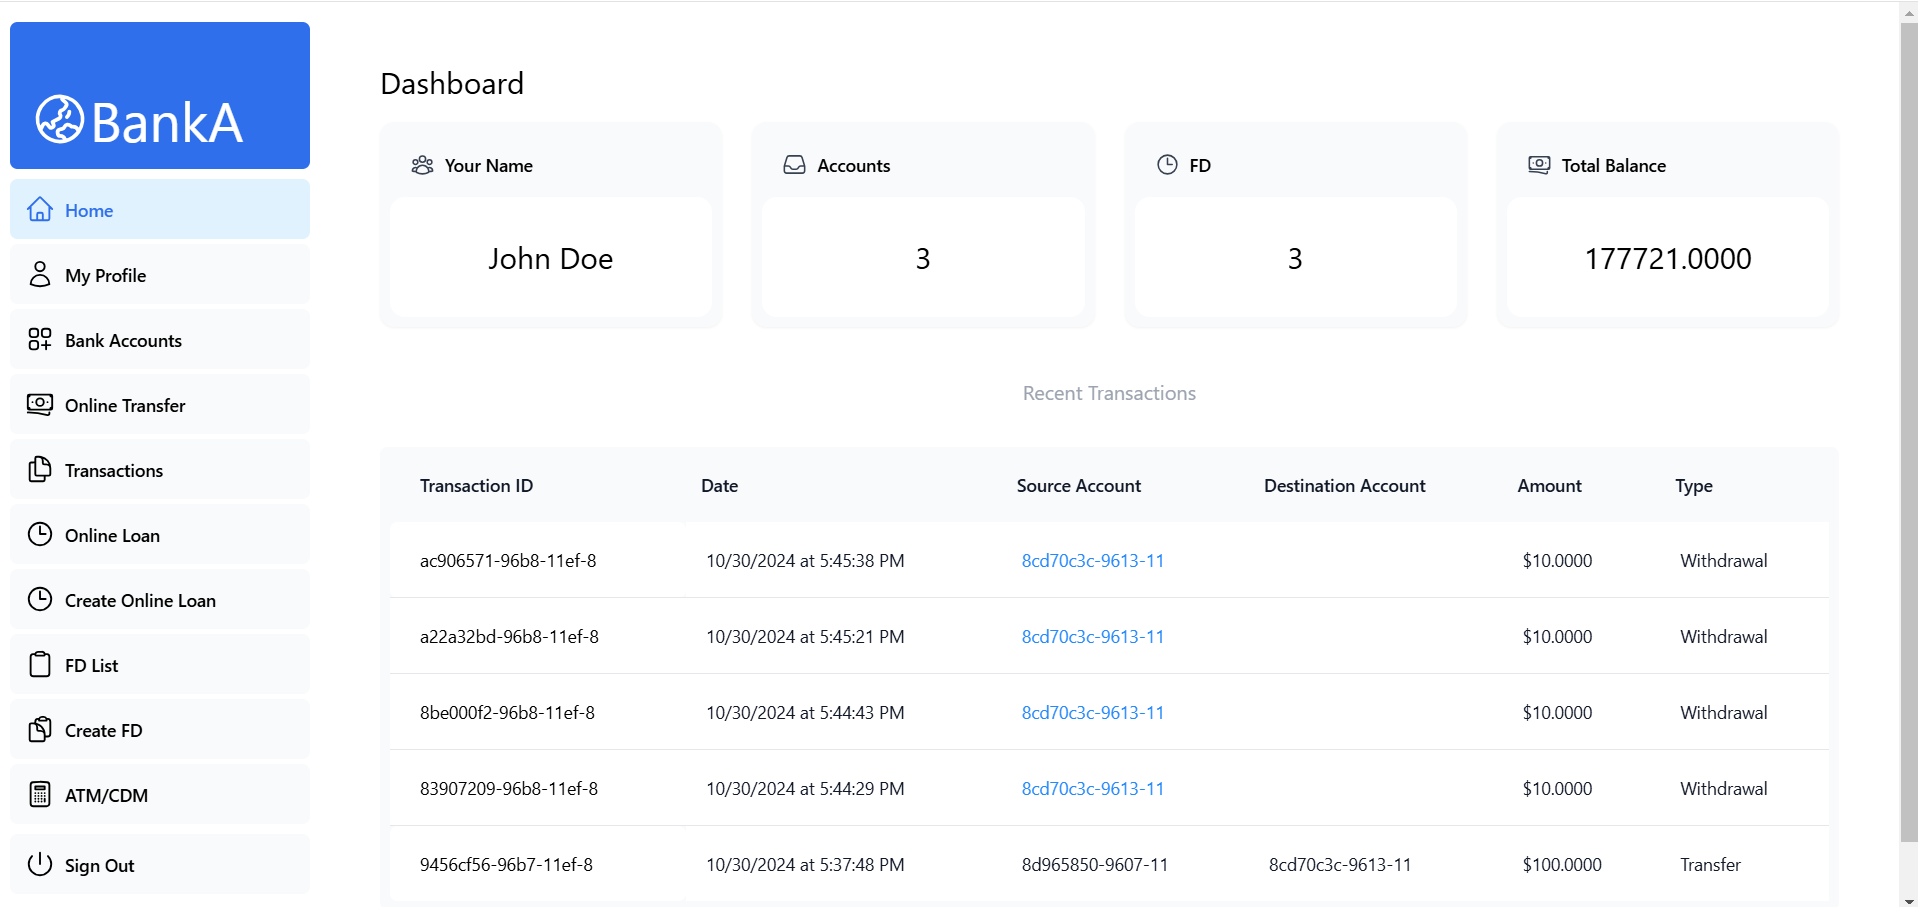 BankA
Home
My Profile
Bank Accounts
Online Transfer
Transactions
Online Loan
Create Online Loan
FD List
Create FD
ATM/CDM
Sign Out
Dashboard
Your Name
John Doe
Accounts
3
FD
3
Total Balance
177721.0000
Recent Transactions
Transaction ID Date Source Account Destination Account Amount Type
ac906571-96b8-11ef-8 10/30/2024 at 5:45:38 PM 8cd70c3c-9613-11 $10.0000 Withdrawal
a22a32bd-96b8-11ef-8 10/30/2024 at 5:45:21 PM 8cd70c3c-9613-11 $10.0000 Withdrawal
8be000f2-96b8-11ef-8 10/30/2024 at 5:44:43 PM 8cd70c3c-9613-11 $10.0000 Withdrawal
83907209-96b8-11ef-8 10/30/2024 at 5:44:29 PM 8cd70c3c-9613-11 $10.0000 Withdrawal
9456cf56-96b7-11ef-8 10/30/2024 at 5:37:48 PM 8d965850-9607-11 8cd70c3c-9613-11 $100.0000 Transfer